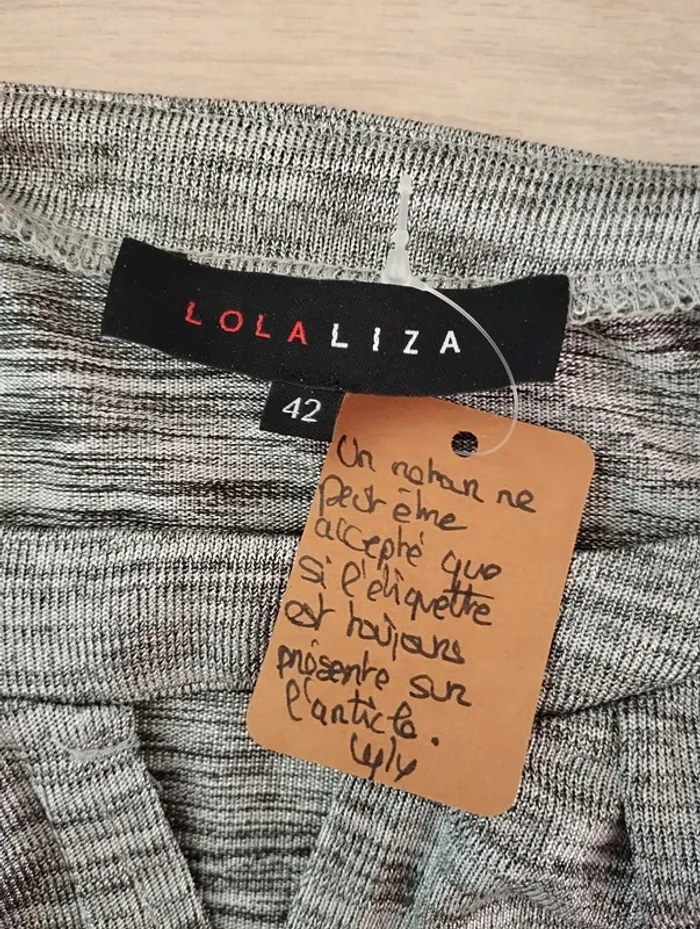 LOLALIZA
42
Un retour ne
peut être
accepté que
si l'étiquette
est toujours
présente sur
l'article.
Lyly